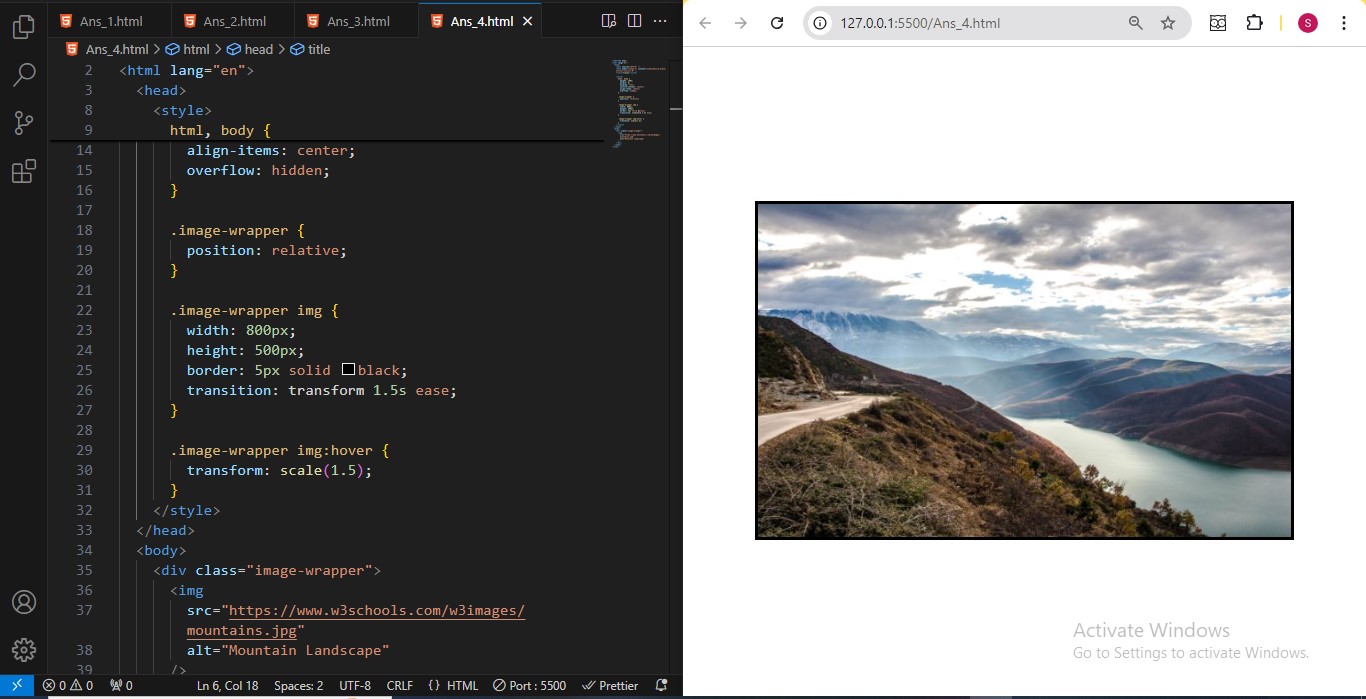 Ans_1.html Ans_2.html Ans_3.html Ans_4.html
Ans_4.html > html > head > title
2 <html lang="en">
3 <head>
8 <style>
9 html, body {
14 align-items: center;
15 overflow: hidden;
16 }
17
18 .image-wrapper {
19 position: relative;
20 }
21
22 .image-wrapper img {
23 width: 800px;
24 height: 500px;
25 border: 5px solid black;
26 transition: transform 1.5s ease;
27 }
28
29 .image-wrapper img:hover {
30 transform: scale(1.5);
31 }
32 </style>
33 </head>
34 <body>
35 <div class="image-wrapper">
36 <img
37 src="https://www.w3schools.com/w3images/
mountains.jpg"
38 alt="Mountain Landscape"
39 />
0 0 0 Ln 6, Col 18 Spaces: 2 UTF-8 CRLF {} HTML Port : 5500 Prettier
127.0.0.1:5500/Ans_4.html S
Activate Windows
Go to Settings to activate Windows.